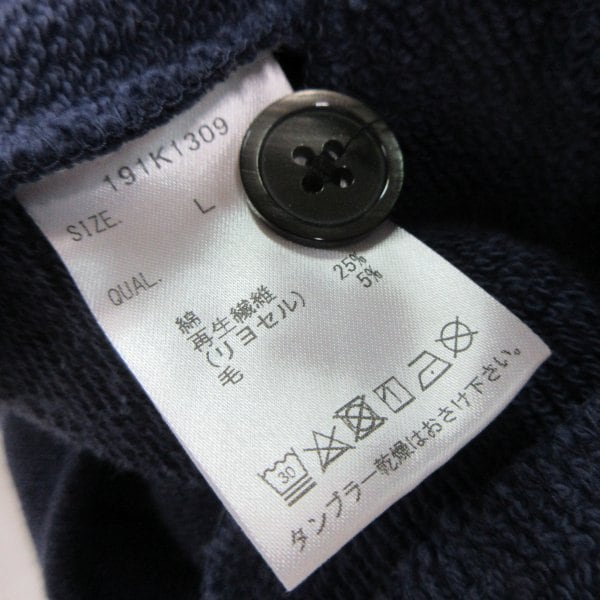 191K1309
SIZE. L
QUAL.
綿
再生繊維 25%
(リヨセル) 5%
毛
30
タンブラー乾燥はおさけ下さい。